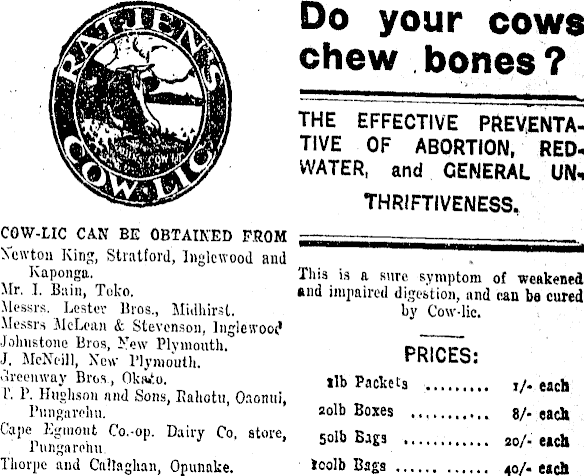 RATJEN'S
COW-LIC
COW-LIC CAN BE OBTAINED FROM
Newton King, Stratford, Inglewood and
Kaponga.
Mr. I. Bain, Toko.
Messrs. Lester Bros., Midhirst.
Messrs McLean & Stevenson, Inglewood
Johnstone Bros, New Plymouth.
J. McNeill, New Plymouth.
Greenway Bros., Okato.
T. P. Hughson and Sons, Rahotu, Oaonui,
Pungarehu.
Cape Egmont Co.-op. Dairy Co, store,
Pungarehu
Thorpe and Callaghan, Opunake.
Do your cows
chew bones?
THE EFFECTIVE PREVENTA-
TIVE OF ABORTION, RED-
WATER, and GENERAL UN-
THRIFTINESS.
This is a sure symptom of weakened
and impaired digestion, and can be cured
by Cow-lic.
PRICES:
1lb Packets ......... 1/- each
20lb Boxes ........... 8/- each
50lb Bags ........... 20/- each
100lb Bags ...... ...... 40/- each